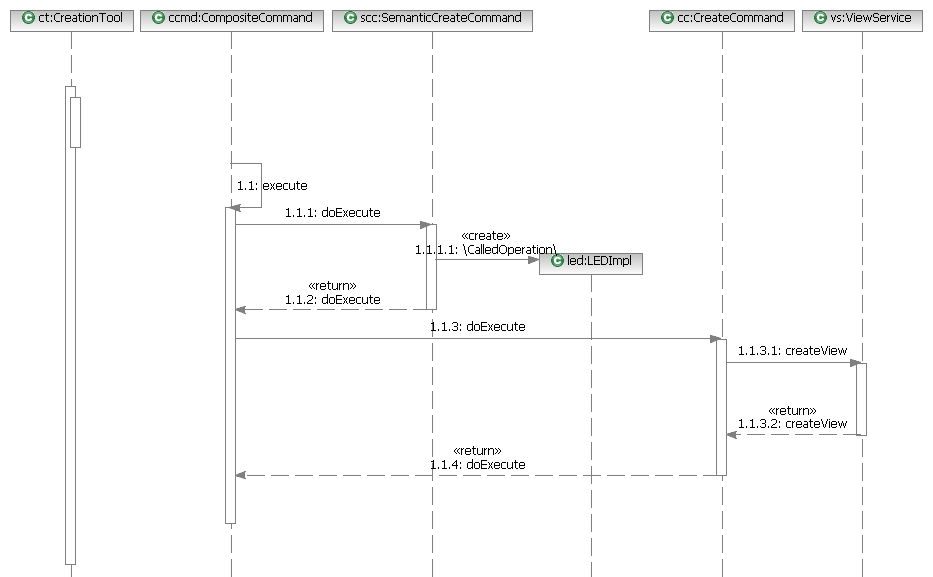 C ct:CreationTool
C ccmd:CompositeCommand
C scc:SemanticCreateCommand
C cc:CreateCommand
C vs:ViewService
1.1: execute
1.1.1: doExecute
«create»
1.1.1.1: \CalledOperation\
C led:LEDImpl
«return»
1.1.2: doExecute
1.1.3: doExecute
1.1.3.1: createView
«return»
1.1.3.2: createView
«return»
1.1.4: doExecute